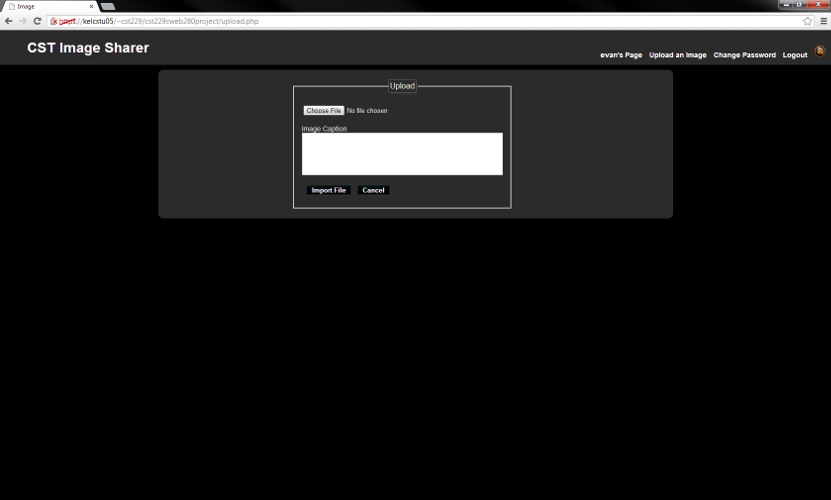 Image
https://kelcstu05/~cst229/cst229cweb280project/upload.php
CST Image Sharer
evan's Page Upload an Image Change Password Logout
Upload
Choose File No file chosen
Image Caption
Import File Cancel